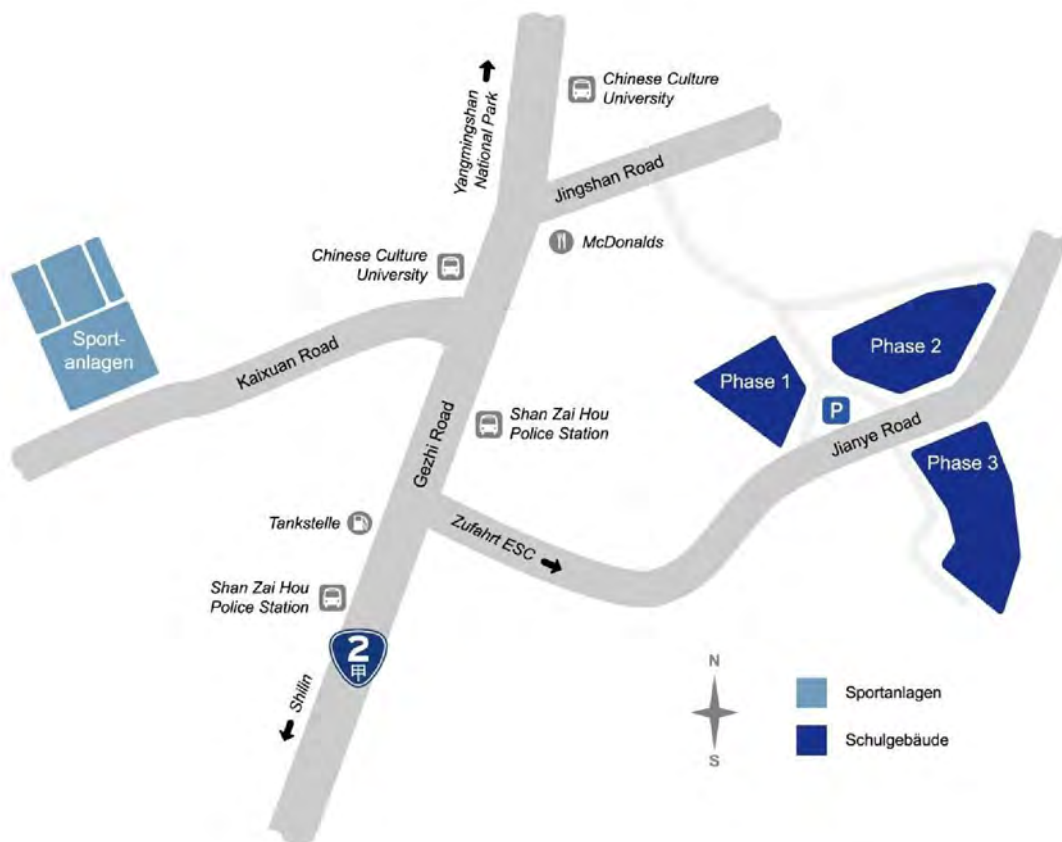 Chinese Culture
University
Yangmingshan
National Park
Jingshan Road
McDonalds
Chinese Culture
University
Sport-
anlagen
Kaixuan Road
Phase 2
Phase 1
P
Shan Zai Hou
Police Station
Gezhi Road
Jianye Road
Phase 3
Tankstelle
Zufahrt ESC
Shan Zai Hou
Police Station
2
甲
Shilin
N
S
Sportanlagen
Schulgebäude